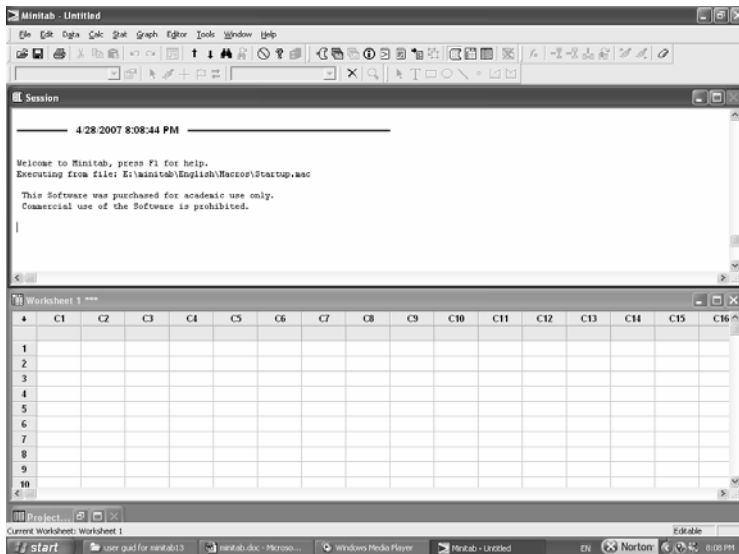 Minitab - Untitled
File Edit Data Calc Stat Graph Editor Tools Window Help
Session
4/28/2007 8:08:44 PM
Welcome to Minitab, press F1 for help.
Executing from file: E:\minitab\English\Macros\Startup.mac
This Software was purchased for academic use only.
Commercial use of the Software is prohibited.
Worksheet 1 ***
C1 C2 C3 C4 C5 C6 C7 C8 C9 C10 C11 C12 C13 C14 C15 C16
1
2
3
4
5
6
7
8
9
10
Project...
Current Worksheet: Worksheet 1 Editable
start user guid for minitab13 minitab.doc - Microso... Windows Media Player Minitab - Untitled EN Norton 8:08 PM